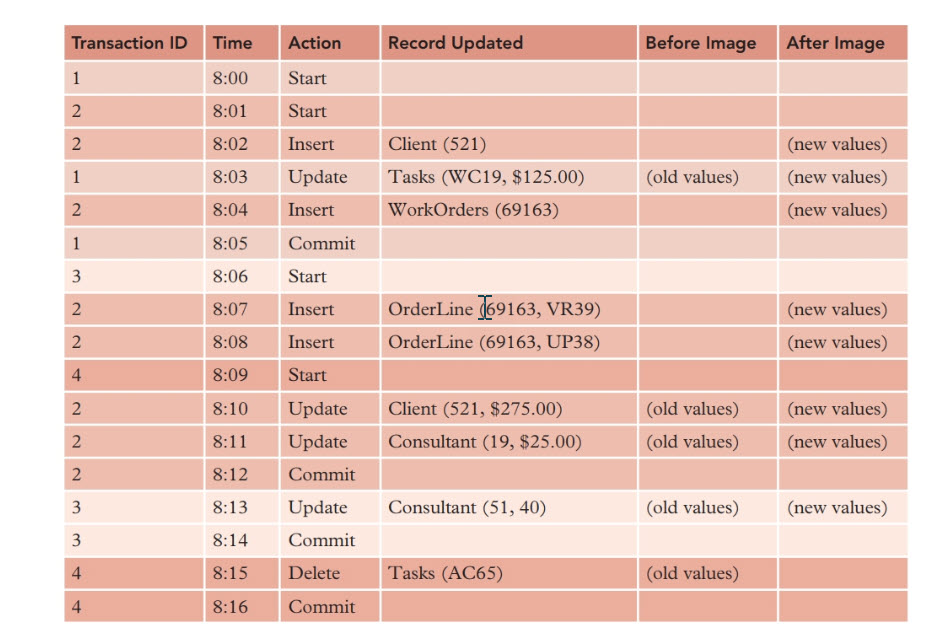 Transaction ID Time Action Record Updated Before Image After Image
1 8:00 Start
2 8:01 Start
2 8:02 Insert Client (521) (new values)
1 8:03 Update Tasks (WC19, $125.00) (old values) (new values)
2 8:04 Insert WorkOrders (69163) (new values)
1 8:05 Commit
3 8:06 Start
2 8:07 Insert OrderLine (69163, VR39) (new values)
2 8:08 Insert OrderLine (69163, UP38) (new values)
4 8:09 Start
2 8:10 Update Client (521, $275.00) (old values) (new values)
2 8:11 Update Consultant (19, $25.00) (old values) (new values)
2 8:12 Commit
3 8:13 Update Consultant (51, 40) (old values) (new values)
3 8:14 Commit
4 8:15 Delete Tasks (AC65) (old values)
4 8:16 Commit